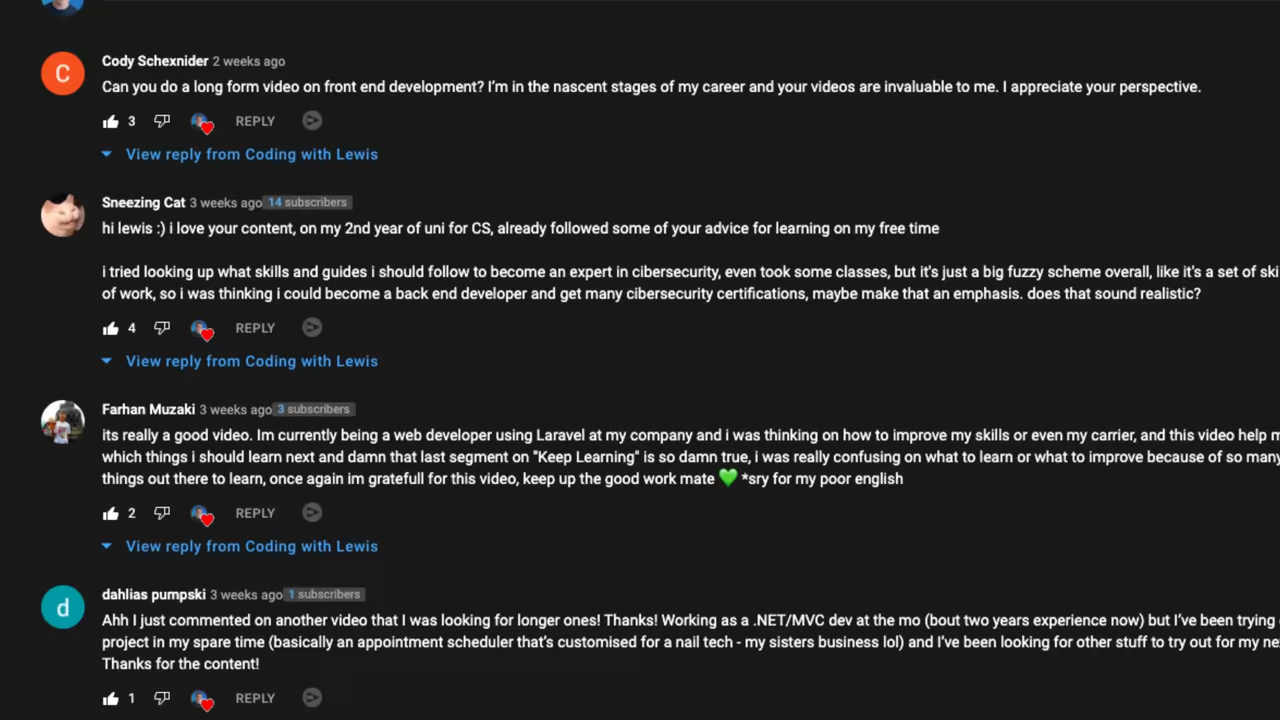 Cody Schexnider 2 weeks ago
C
Can you do a long form video on front end development? I'm in the nascent stages of my career and your videos are invaluable to me. I appreciate your perspective.
3 REPLY
View reply from Coding with Lewis
Sneezing Cat 3 weeks ago 14 subscribers
hi lewis :) i love your content, on my 2nd year of uni for CS, already followed some of your advice for learning on my free time
i tried looking up what skills and guides i should follow to become an expert in cibersecurity, even took some classes, but it's just a big fuzzy scheme overall, like it's a set of ski
of work, so i was thinking i could become a back end developer and get many cibersecurity certifications, maybe make that an emphasis. does that sound realistic?
4 REPLY
View reply from Coding with Lewis
Farhan Muzaki 3 weeks ago 3 subscribers
its really a good video. Im currently being a web developer using Laravel at my company and i was thinking on how to improve my skills or even my carrier, and this video help m
which things i should learn next and damn that last segment on "Keep Learning" is so damn true, i was really confusing on what to learn or what to improve because of so many
things out there to learn, once again im gratefull for this video, keep up the good work mate 💚 *sry for my poor english
2 REPLY
View reply from Coding with Lewis
dahlias pumpski 3 weeks ago 1 subscribers
d
Ahh I just commented on another video that I was looking for longer ones! Thanks! Working as a .NET/MVC dev at the mo (bout two years experience now) but I've been trying
project in my spare time (basically an appointment scheduler that's customised for a nail tech - my sisters business lol) and I've been looking for other stuff to try out for my ne
Thanks for the content!
1 REPLY